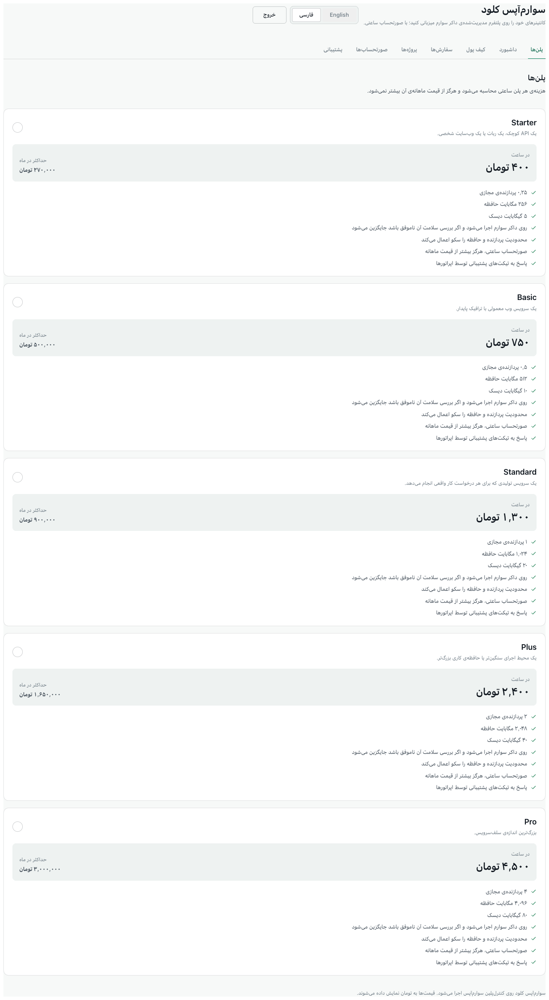 سوارم‌آپس کلود
English
فارسی
خروج
کانتینرهای خود را روی پلتفرم مدیریت‌شده‌ی داکر سوارم میزبانی کنید؛ با صورتحساب ساعتی.
پلن‌ها
داشبورد
کیف پول
سفارش‌ها
پروژه‌ها
صورتحساب‌ها
پشتیبانی
پلن‌ها
هزینه‌ی هر پلن ساعتی محاسبه می‌شود و هرگز از قیمت ماهانه‌ی آن بیشتر نمی‌شود.
Starter
یک API کوچک، یک ربات یا یک وب‌سایت شخصی.
در ساعت
۴۰۰ تومان
حداکثر در ماه
۲۷۰,۰۰۰ تومان
۰,۲۵ پردازنده‌ی مجازی
۲۵۶ مگابایت حافظه
۵ گیگابایت دیسک
روی داکر سوارم اجرا می‌شود و اگر بررسی سلامت آن ناموفق باشد جایگزین می‌شود
محدودیت پردازنده و حافظه را سکو اعمال می‌کند
صورتحساب ساعتی، هرگز بیشتر از قیمت ماهانه
پاسخ به تیکت‌های پشتیبانی توسط اپراتورها
Basic
یک سرویس وب معمولی با ترافیک پایدار.
در ساعت
۷۵۰ تومان
حداکثر در ماه
۵۰۰,۰۰۰ تومان
۰,۵ پردازنده‌ی مجازی
۵۱۲ مگابایت حافظه
۱۰ گیگابایت دیسک
روی داکر سوارم اجرا می‌شود و اگر بررسی سلامت آن ناموفق باشد جایگزین می‌شود
محدودیت پردازنده و حافظه را سکو اعمال می‌کند
صورتحساب ساعتی، هرگز بیشتر از قیمت ماهانه
پاسخ به تیکت‌های پشتیبانی توسط اپراتورها
Standard
یک سرویس تولیدی که برای هر درخواست کار واقعی انجام می‌دهد.
در ساعت
۱,۳۰۰ تومان
حداکثر در ماه
۹۰۰,۰۰۰ تومان
۱ پردازنده‌ی مجازی
۱,۰۲۴ مگابایت حافظه
۲۰ گیگابایت دیسک
روی داکر سوارم اجرا می‌شود و اگر بررسی سلامت آن ناموفق باشد جایگزین می‌شود
محدودیت پردازنده و حافظه را سکو اعمال می‌کند
صورتحساب ساعتی، هرگز بیشتر از قیمت ماهانه
پاسخ به تیکت‌های پشتیبانی توسط اپراتورها
Plus
یک محیط اجرای سنگین‌تر یا حافظه‌ی کاری بزرگ‌تر.
در ساعت
۲,۴۰۰ تومان
حداکثر در ماه
۱,۶۵۰,۰۰۰ تومان
۲ پردازنده‌ی مجازی
۲,۰۴۸ مگابایت حافظه
۴۰ گیگابایت دیسک
روی داکر سوارم اجرا می‌شود و اگر بررسی سلامت آن ناموفق باشد جایگزین می‌شود
محدودیت پردازنده و حافظه را سکو اعمال می‌کند
صورتحساب ساعتی، هرگز بیشتر از قیمت ماهانه
پاسخ به تیکت‌های پشتیبانی توسط اپراتورها
Pro
بزرگ‌ترین اندازه‌ی سلف‌سرویس.
در ساعت
۴,۵۰۰ تومان
حداکثر در ماه
۳,۰۰۰,۰۰۰ تومان
۴ پردازنده‌ی مجازی
۴,۰۹۶ مگابایت حافظه
۸۰ گیگابایت دیسک
روی داکر سوارم اجرا می‌شود و اگر بررسی سلامت آن ناموفق باشد جایگزین می‌شود
محدودیت پردازنده و حافظه را سکو اعمال می‌کند
صورتحساب ساعتی، هرگز بیشتر از قیمت ماهانه
پاسخ به تیکت‌های پشتیبانی توسط اپراتورها
سوارم‌آپس کلود روی کنترل‌پلین سوارم‌آپس اجرا می‌شود. قیمت‌ها به تومان نمایش داده می‌شوند.